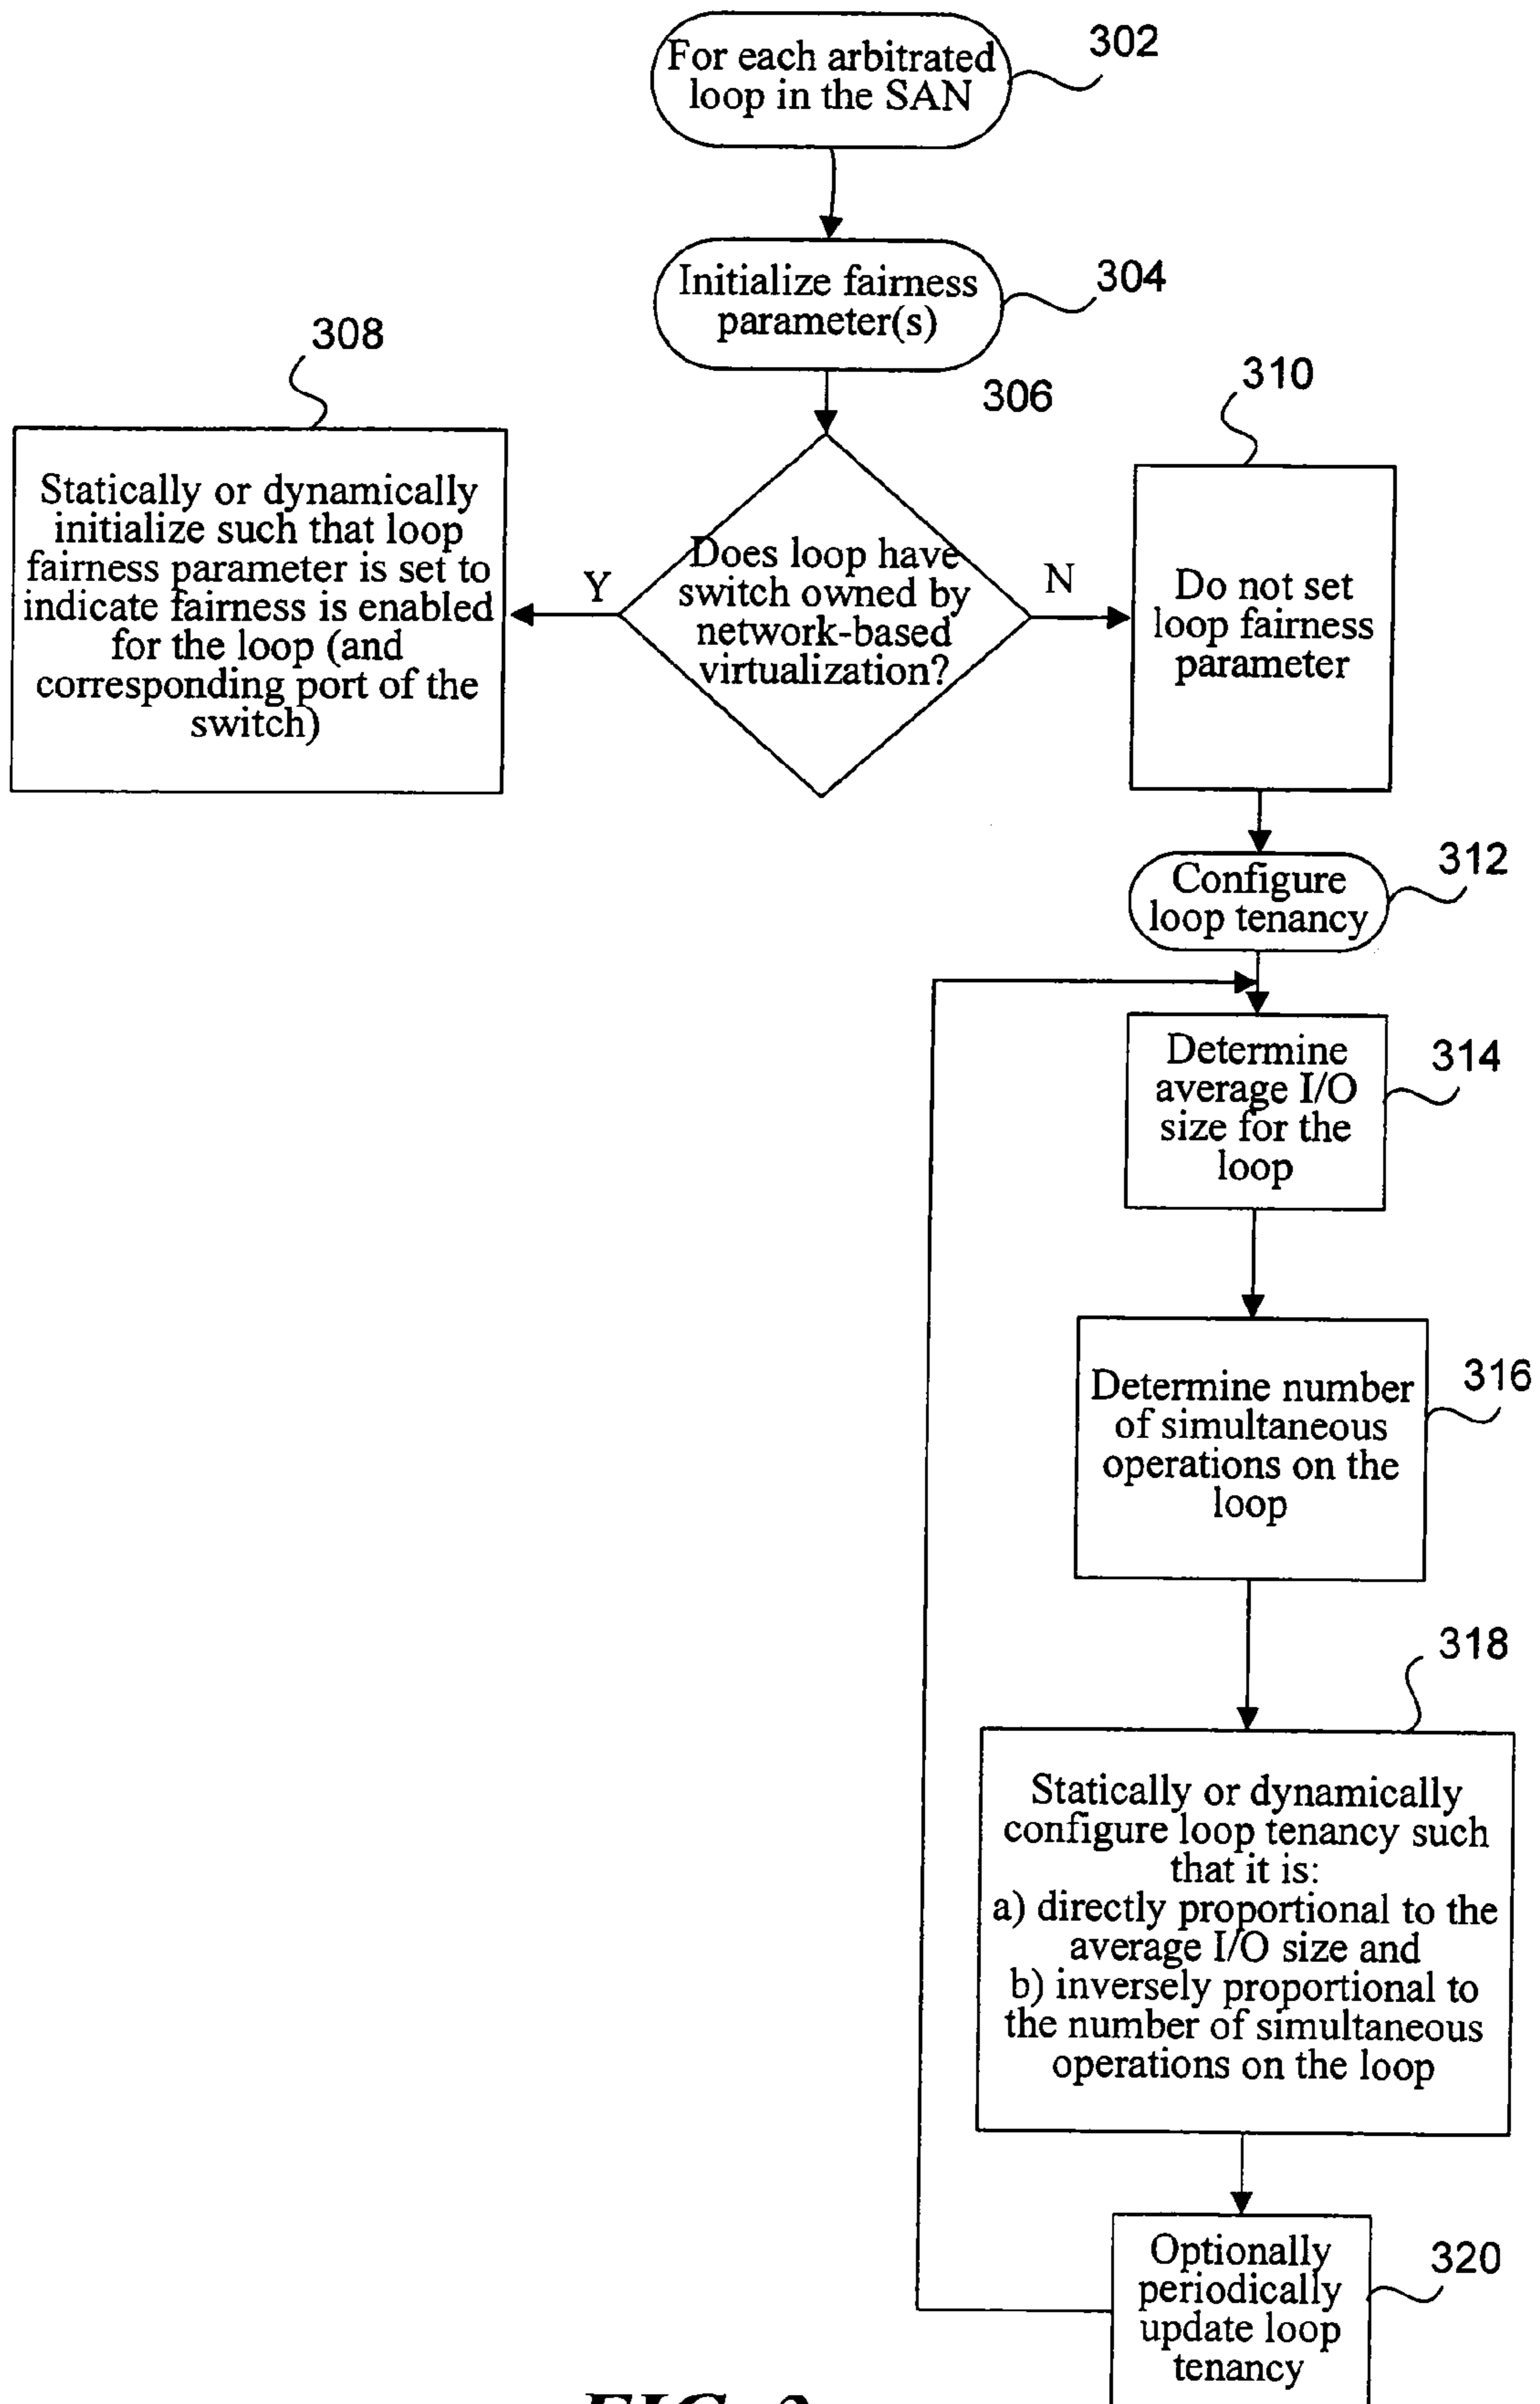 For each arbitrated
loop in the SAN
302
Initialize fairness
parameter(s)
304
306
308
Statically or dynamically
initialize such that loop
fairness parameter is set to
indicate fairness is enabled
for the loop (and
corresponding port of the
switch)
Y
Does loop have
switch owned by
network-based
virtualization?
N
310
Do not set
loop fairness
parameter
312
Configure
loop tenancy
Determine
average I/O
size for the
loop
314
Determine number
of simultaneous
operations on the
loop
316
318
Statically or dynamically
configure loop tenancy such
that it is:
a) directly proportional to the
average I/O size and
b) inversely proportional to
the number of simultaneous
operations on the loop
Optionally
periodically
update loop
tenancy
320